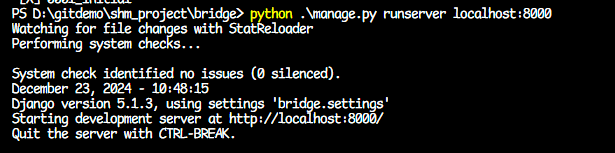 PS D:\gitdemo\shm_project\bridge> python .\manage.py runserver localhost:8000
Watching for file changes with StatReloader
Performing system checks...
System check identified no issues (0 silenced).
December 23, 2024 - 10:48:15
Django version 5.1.3, using settings 'bridge.settings'
Starting development server at http://localhost:8000/
Quit the server with CTRL-BREAK.